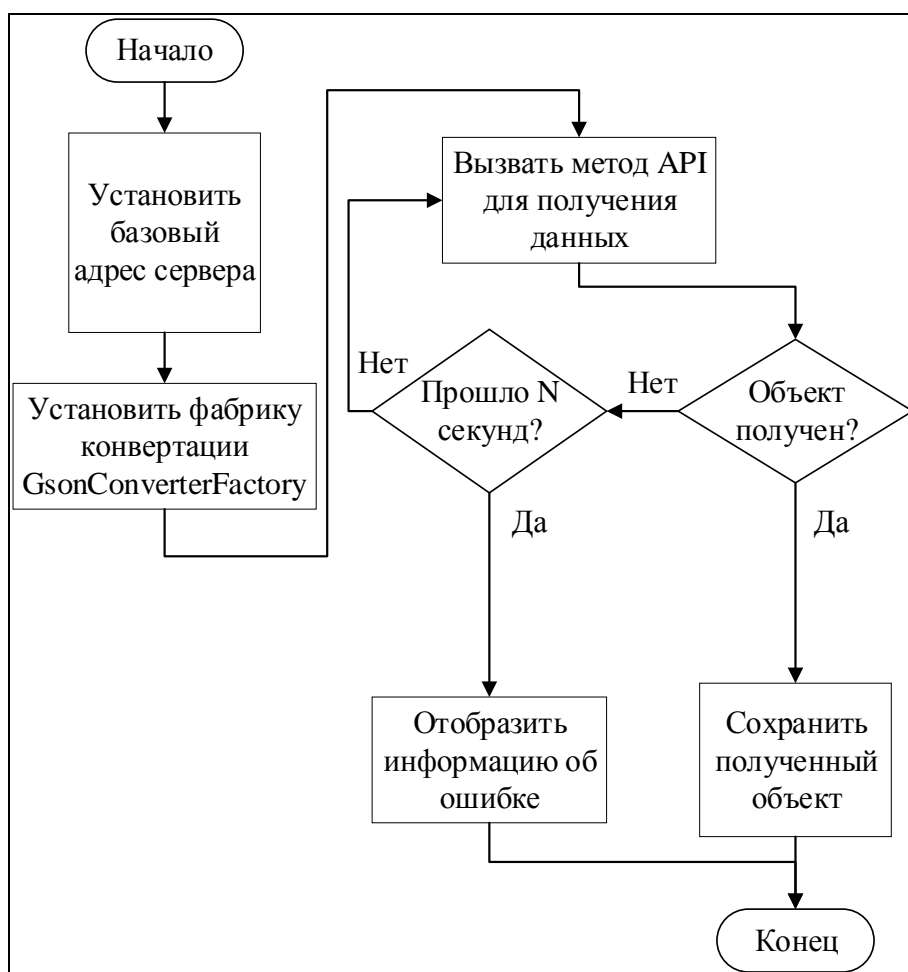 Начало
Установить
базовый
адрес сервера
Установить фабрику
конвертации
GsonConverterFactory
Вызвать метод API
для получения
данных
Объект
получен?
Нет
Прошло N
секунд?
Нет
Да
Да
Отобразить
информацию об
ошибке
Сохранить
полученный
объект
Конец